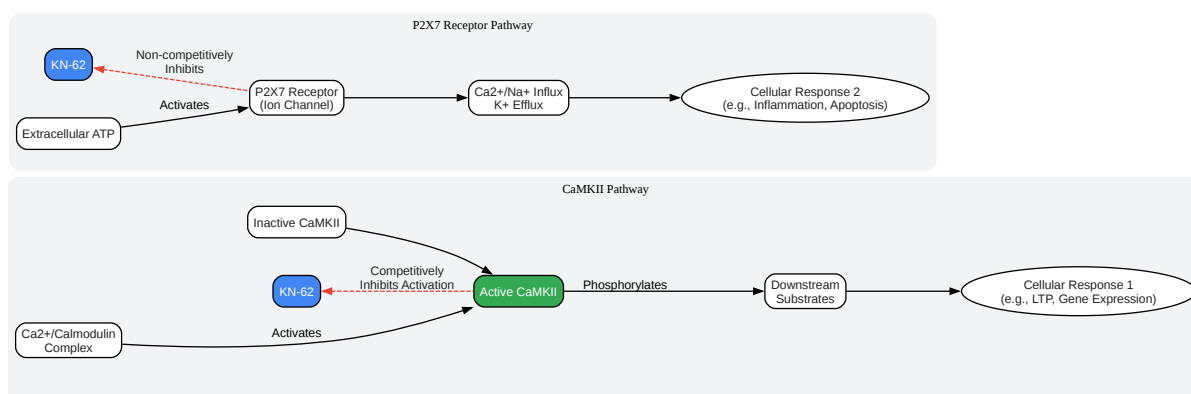 P2X7 Receptor Pathway
KN-62
Non-competitively
Inhibits
P2X7 Receptor
(Ion Channel)
Activates
Extracellular ATP
Ca2+/Na+ Influx
K+ Efflux
Cellular Response 2
(e.g., Inflammation, Apoptosis)
CaMKII Pathway
Inactive CaMKII
KN-62
Competitively
Inhibits Activation
Active CaMKII
Phosphorylates
Downstream
Substrates
Cellular Response 1
(e.g., LTP, Gene Expression)
Ca2+/Calmodulin
Complex
Activates